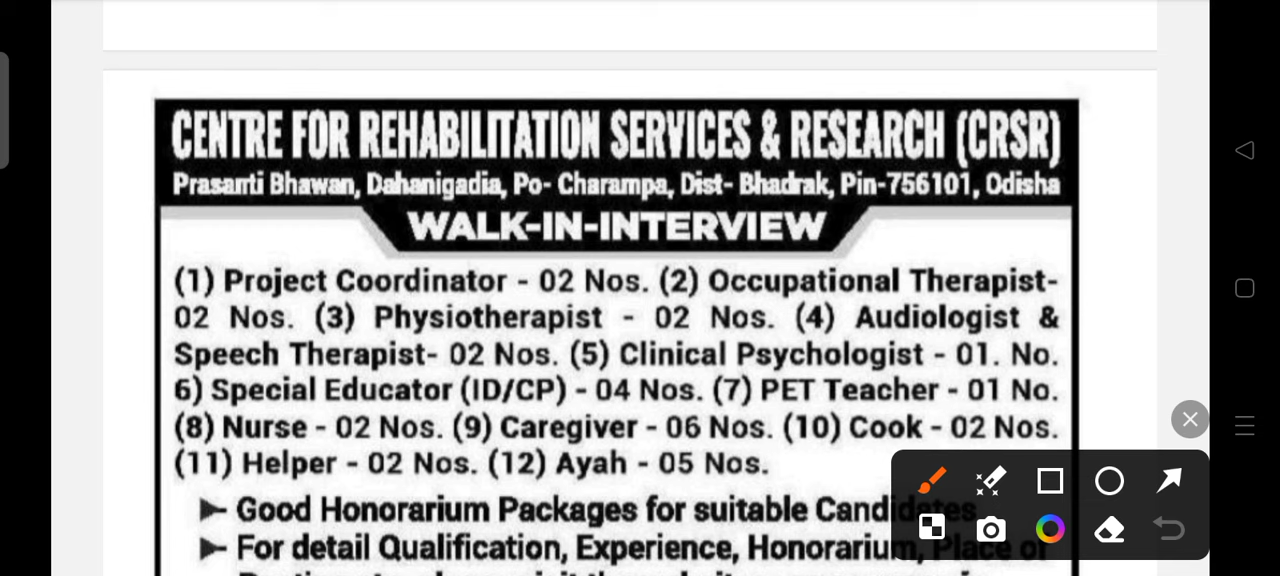 CENTRE FOR REHABILITATION SERVICES & RESEARCH (CRSR)
Prasanti Bhawan, Dahanigadia, Po- Charampa, Dist- Bhadrak, Pin-756101, Odisha
WALK-IN-INTERVIEW
(1) Project Coordinator - 02 Nos. (2) Occupational Therapist-
02 Nos. (3) Physiotherapist - 02 Nos. (4) Audiologist &
Speech Therapist- 02 Nos. (5) Clinical Psychologist - 01. No.
6) Special Educator (ID/CP) - 04 Nos. (7) PET Teacher - 01 No.
(8) Nurse - 02 Nos. (9) Caregiver - 06 Nos. (10) Cook - 02 Nos.
(11) Helper - 02 Nos. (12) Ayah - 05 Nos.
Good Honorarium Packages for suitable Candidates
For detail Qualification, Experience, Honorarium, Place of